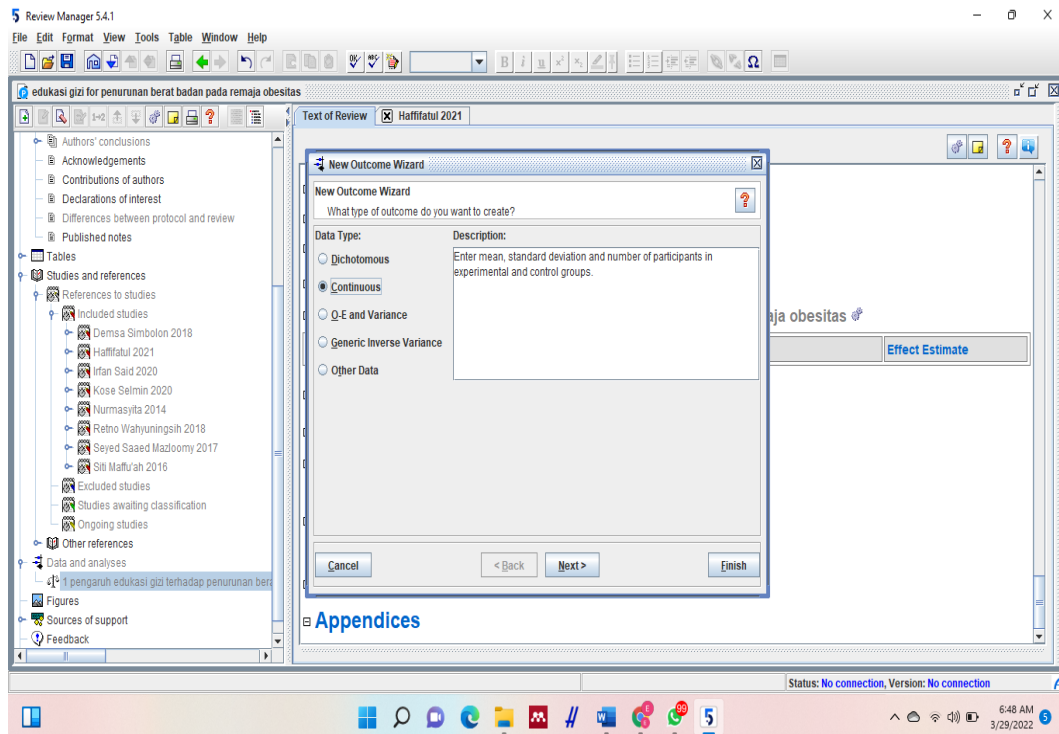 5 Review Manager 5.4.1
File Edit Format View Tools Table Window Help
B i u x² x₂ Ω
edukasi gizi for penurunan berat badan pada remaja obesitas
Text of Review Haffifatul 2021
Authors' conclusions
Acknowledgements
Contributions of authors
Declarations of interest
Differences between protocol and review
Published notes
Tables
Studies and references
References to studies
Included studies
Demsa Simbolon 2018
Haffifatul 2021
Irfan Said 2020
Kose Selmin 2020
Nurmasyita 2014
Retno Wahyuningsih 2018
Seyed Saaed Mazloomy 2017
Siti Maffu'ah 2016
Excluded studies
Studies awaiting classification
Ongoing studies
Other references
Data and analyses
1 pengaruh edukasi gizi terhadap penurunan bera
Figures
Sources of support
Feedback
New Outcome Wizard
New Outcome Wizard
What type of outcome do you want to create?
Data Type:
Dichotomous
Continuous
O-E and Variance
Generic Inverse Variance
Other Data
Description:
Enter mean, standard deviation and number of participants in
experimental and control groups.
Cancel < Back Next > Finish
aja obesitas
Effect Estimate
Appendices
Status: No connection, Version: No connection
99
6:48 AM
3/29/2022
5